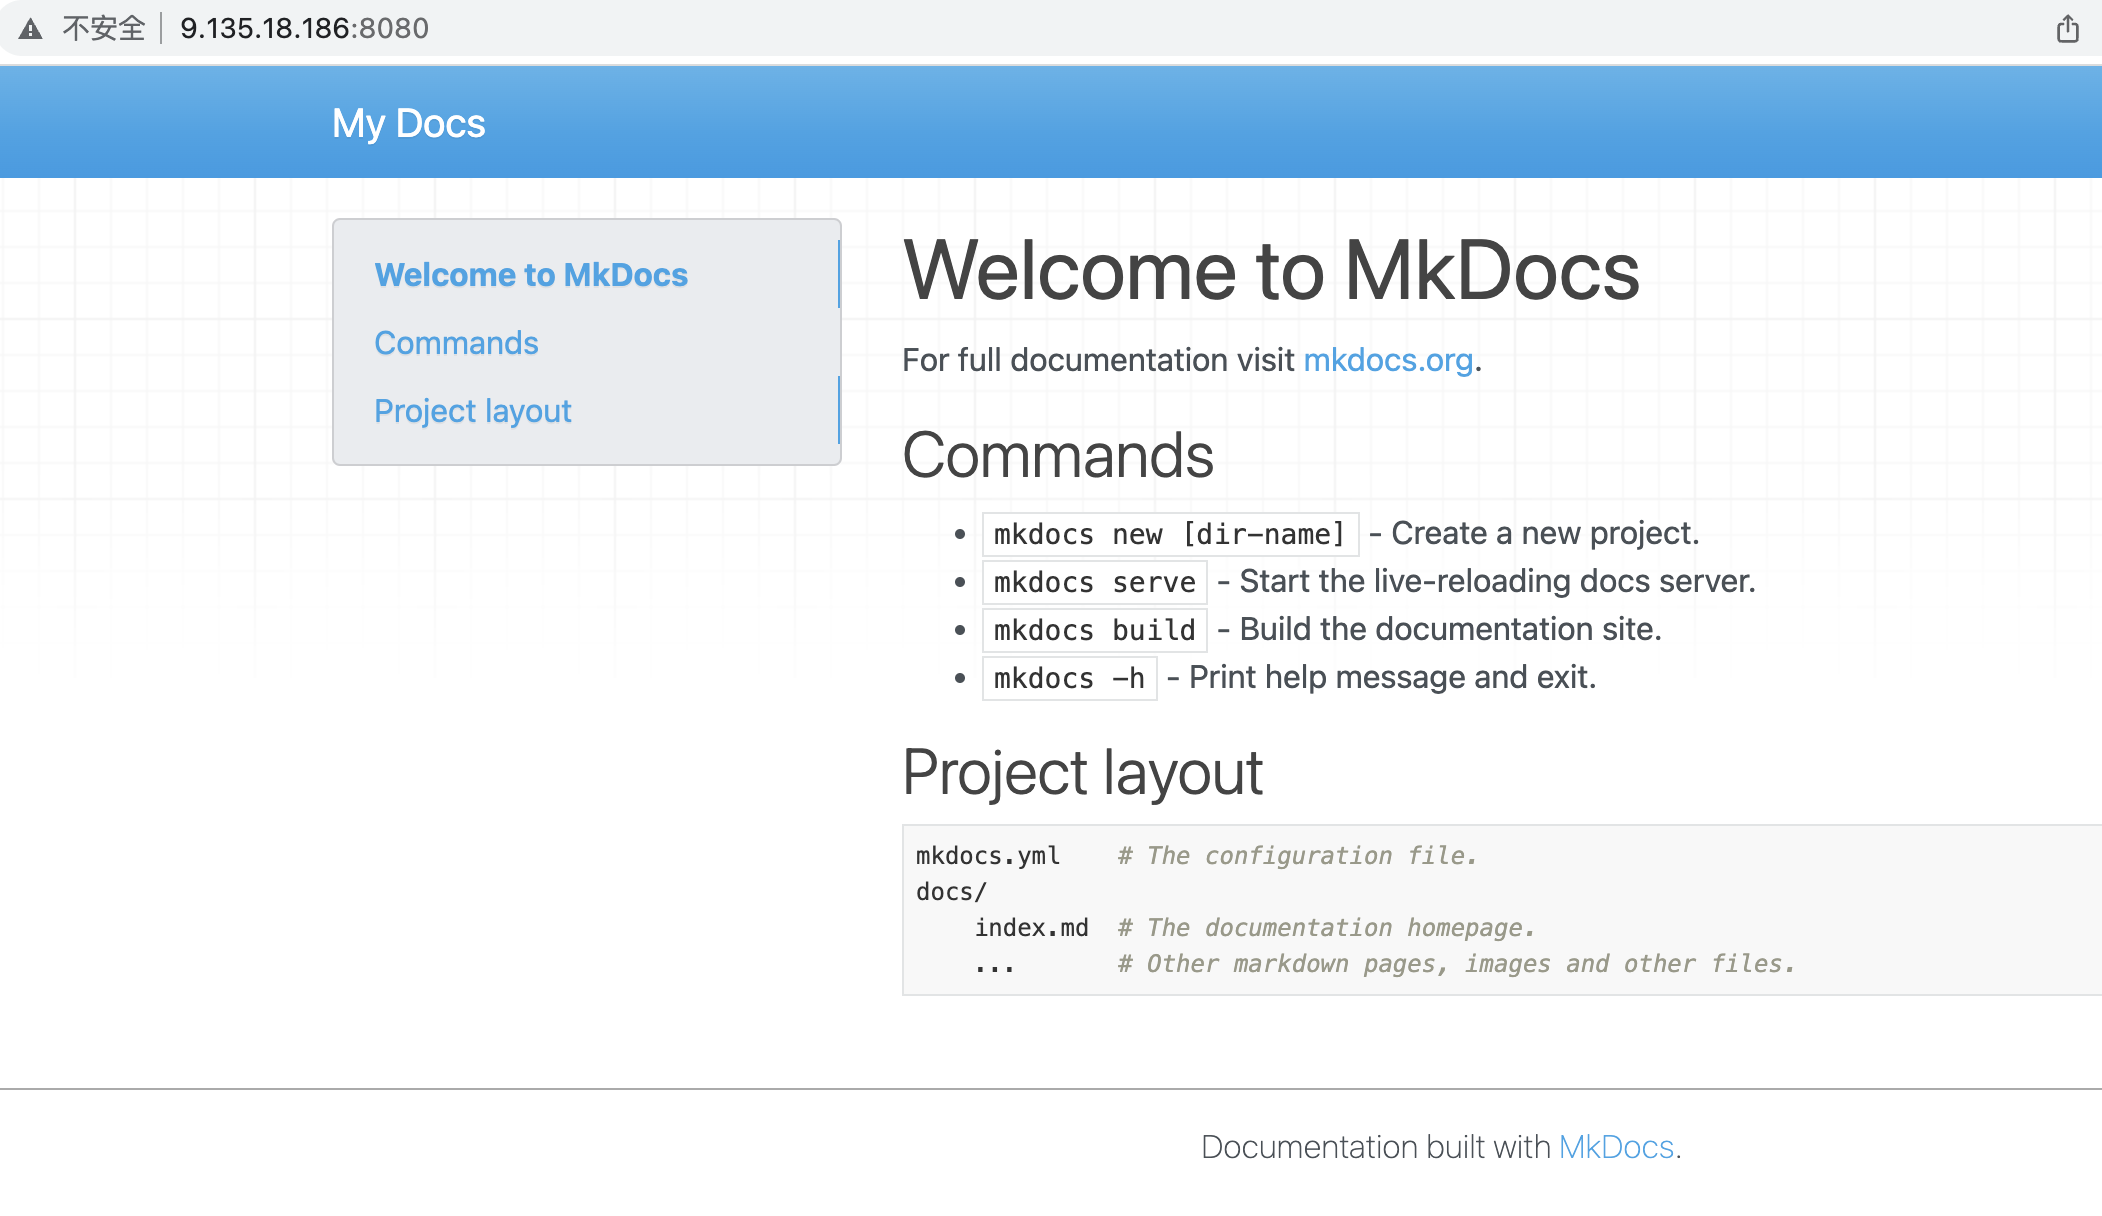 不安全 9.135.18.186:8080
My Docs
Welcome to MkDocs
Commands
Project layout
Welcome to MkDocs
For full documentation visit mkdocs.org.
Commands
mkdocs new [dir-name] - Create a new project.
mkdocs serve - Start the live-reloading docs server.
mkdocs build - Build the documentation site.
mkdocs -h - Print help message and exit.
Project layout
mkdocs.yml    # The configuration file.
docs/
    index.md  # The documentation homepage.
    ...       # Other markdown pages, images and other files.
Documentation built with MkDocs.